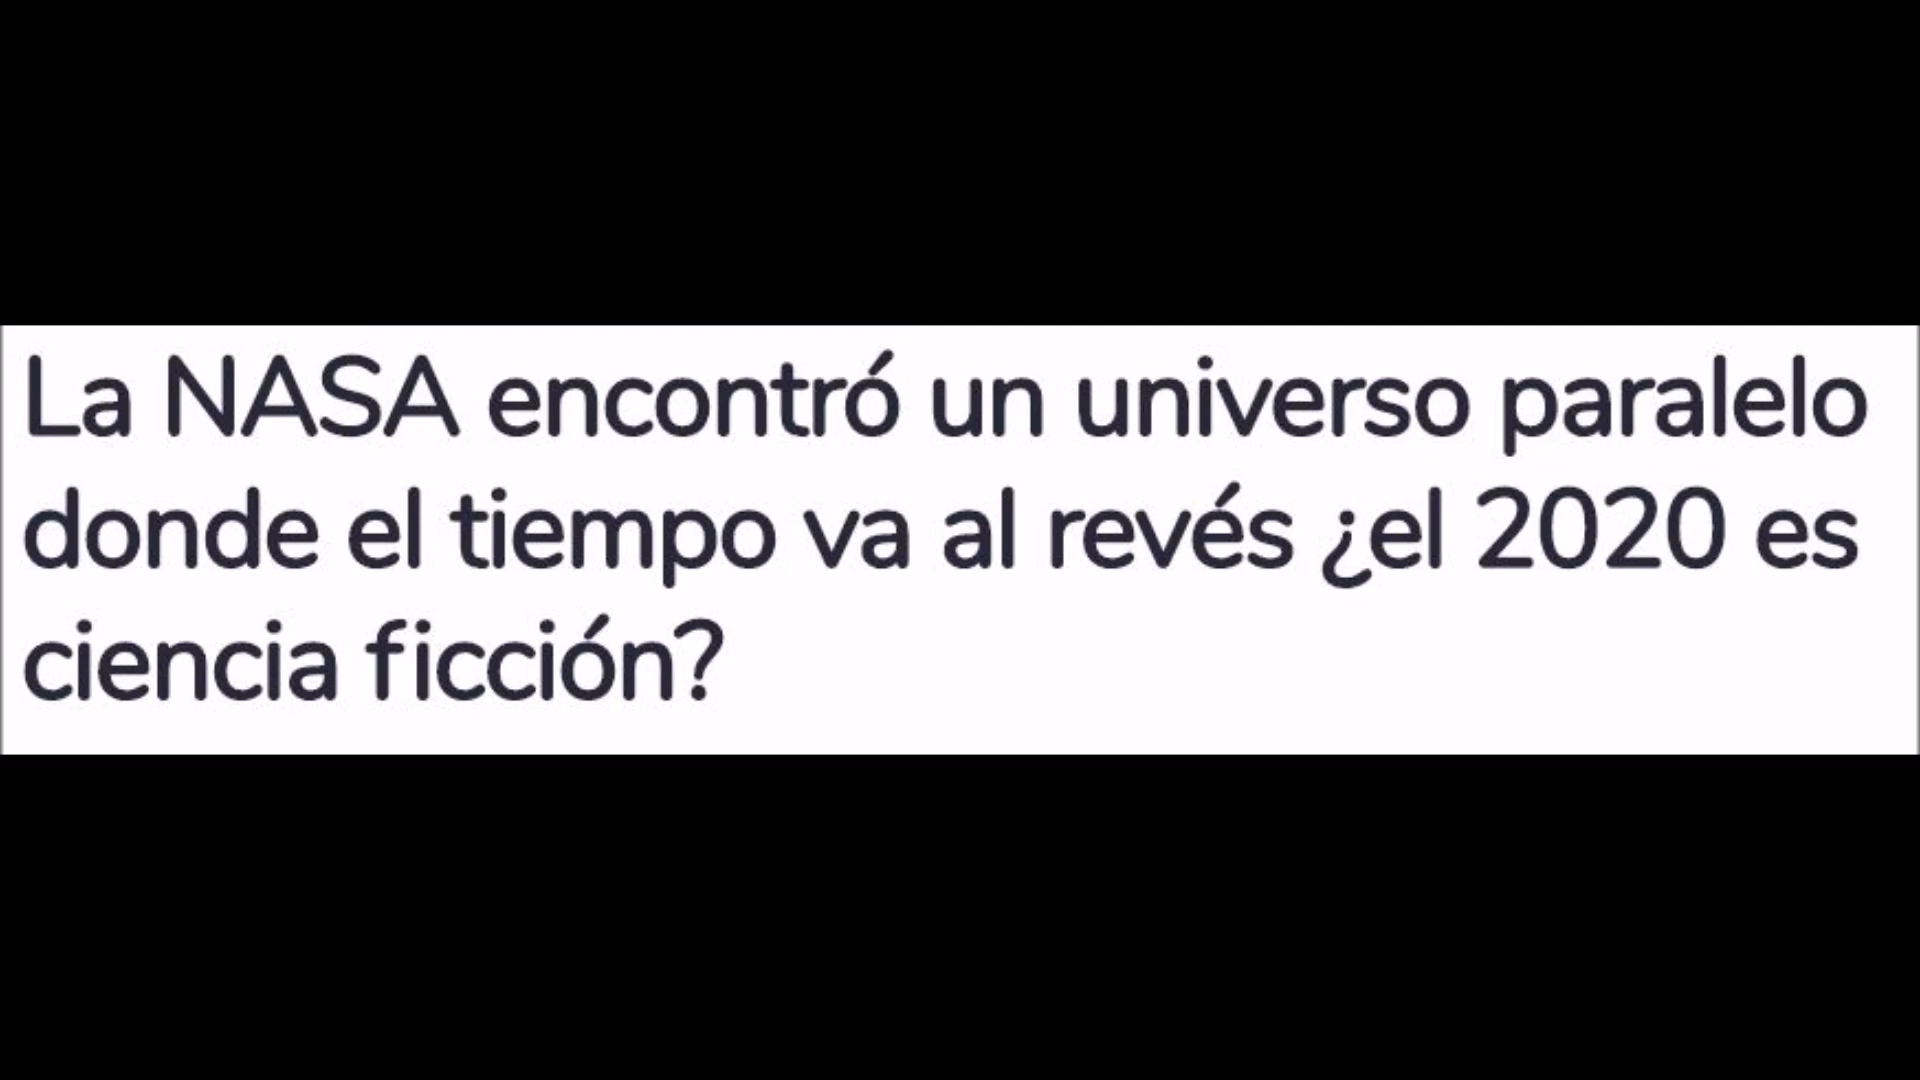 La NASA encontró un universo paralelo
donde el tiempo va al revés ¿el 2020 es
ciencia ficción?